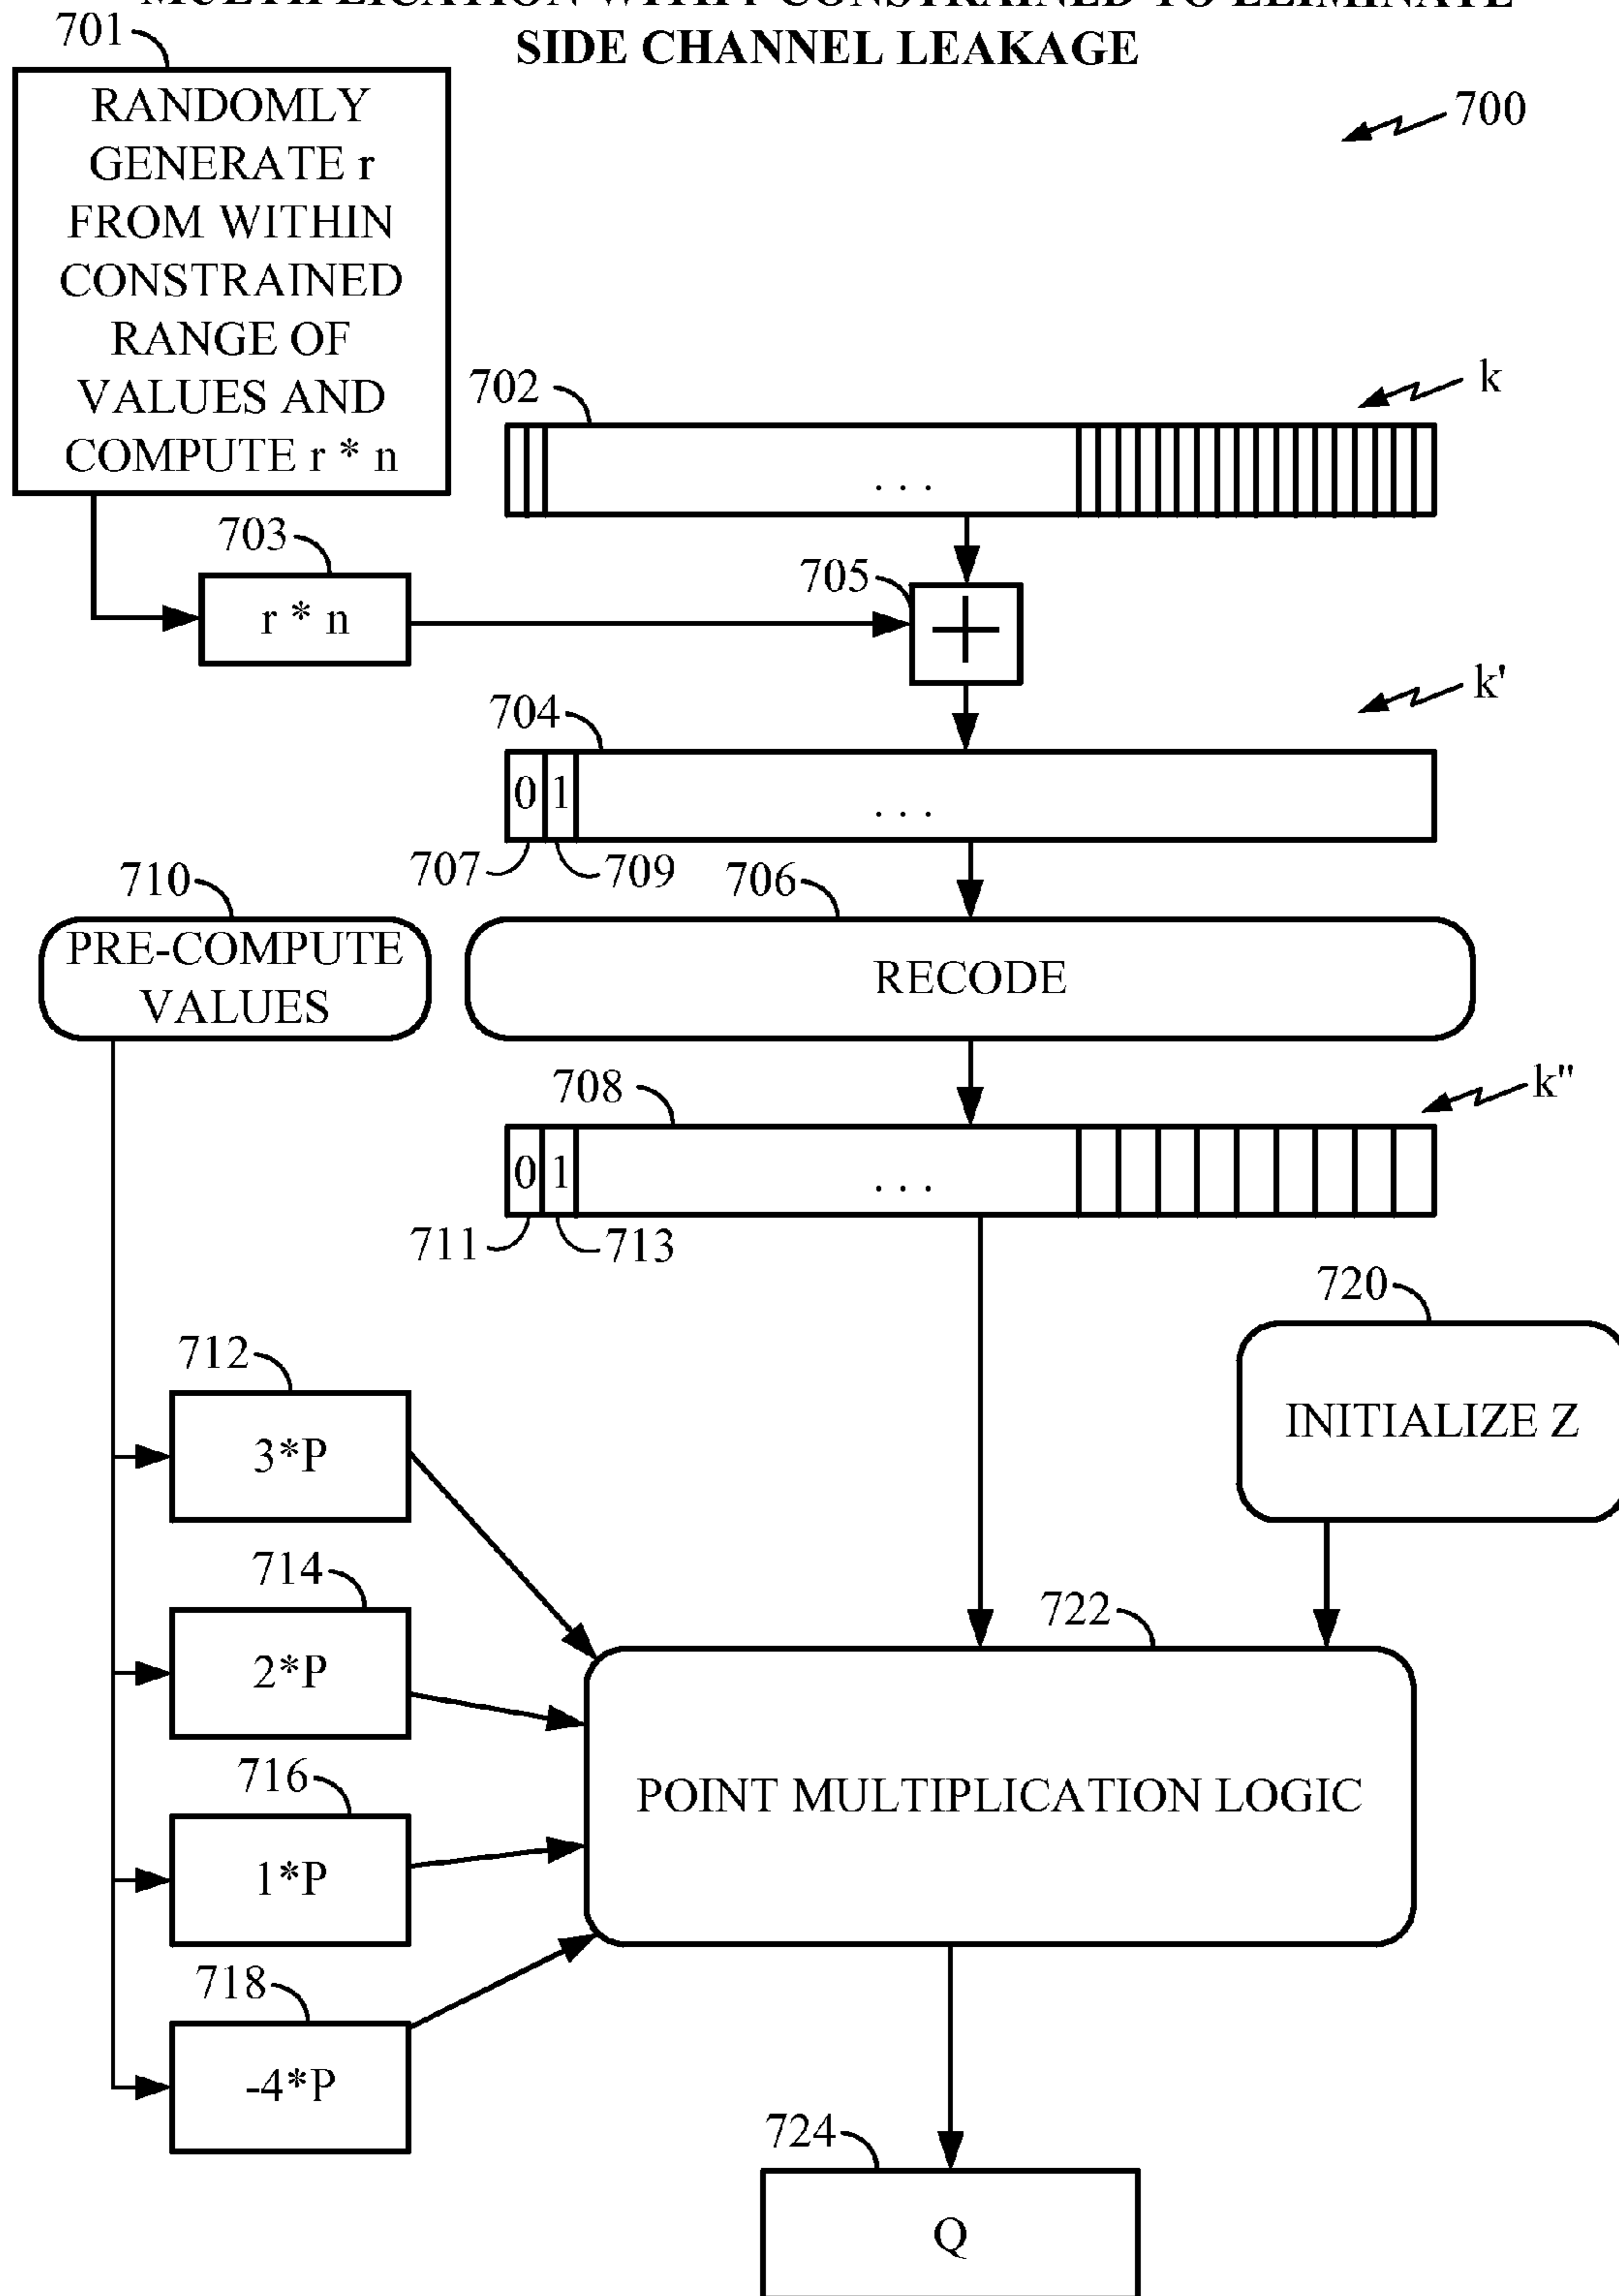 SIDE CHANNEL LEAKAGE
701
700
RANDOMLY
GENERATE r
FROM WITHIN
CONSTRAINED
RANGE OF
VALUES AND
COMPUTE r * n
702
k
. . .
703
r * n
705
+
k'
704
0 1 . . .
707
709
710
706
PRE-COMPUTE
VALUES
RECODE
708
k"
0 1 . . .
711
713
720
INITIALIZE Z
712
3*P
714
2*P
722
716
1*P
POINT MULTIPLICATION LOGIC
718
-4*P
724
Q